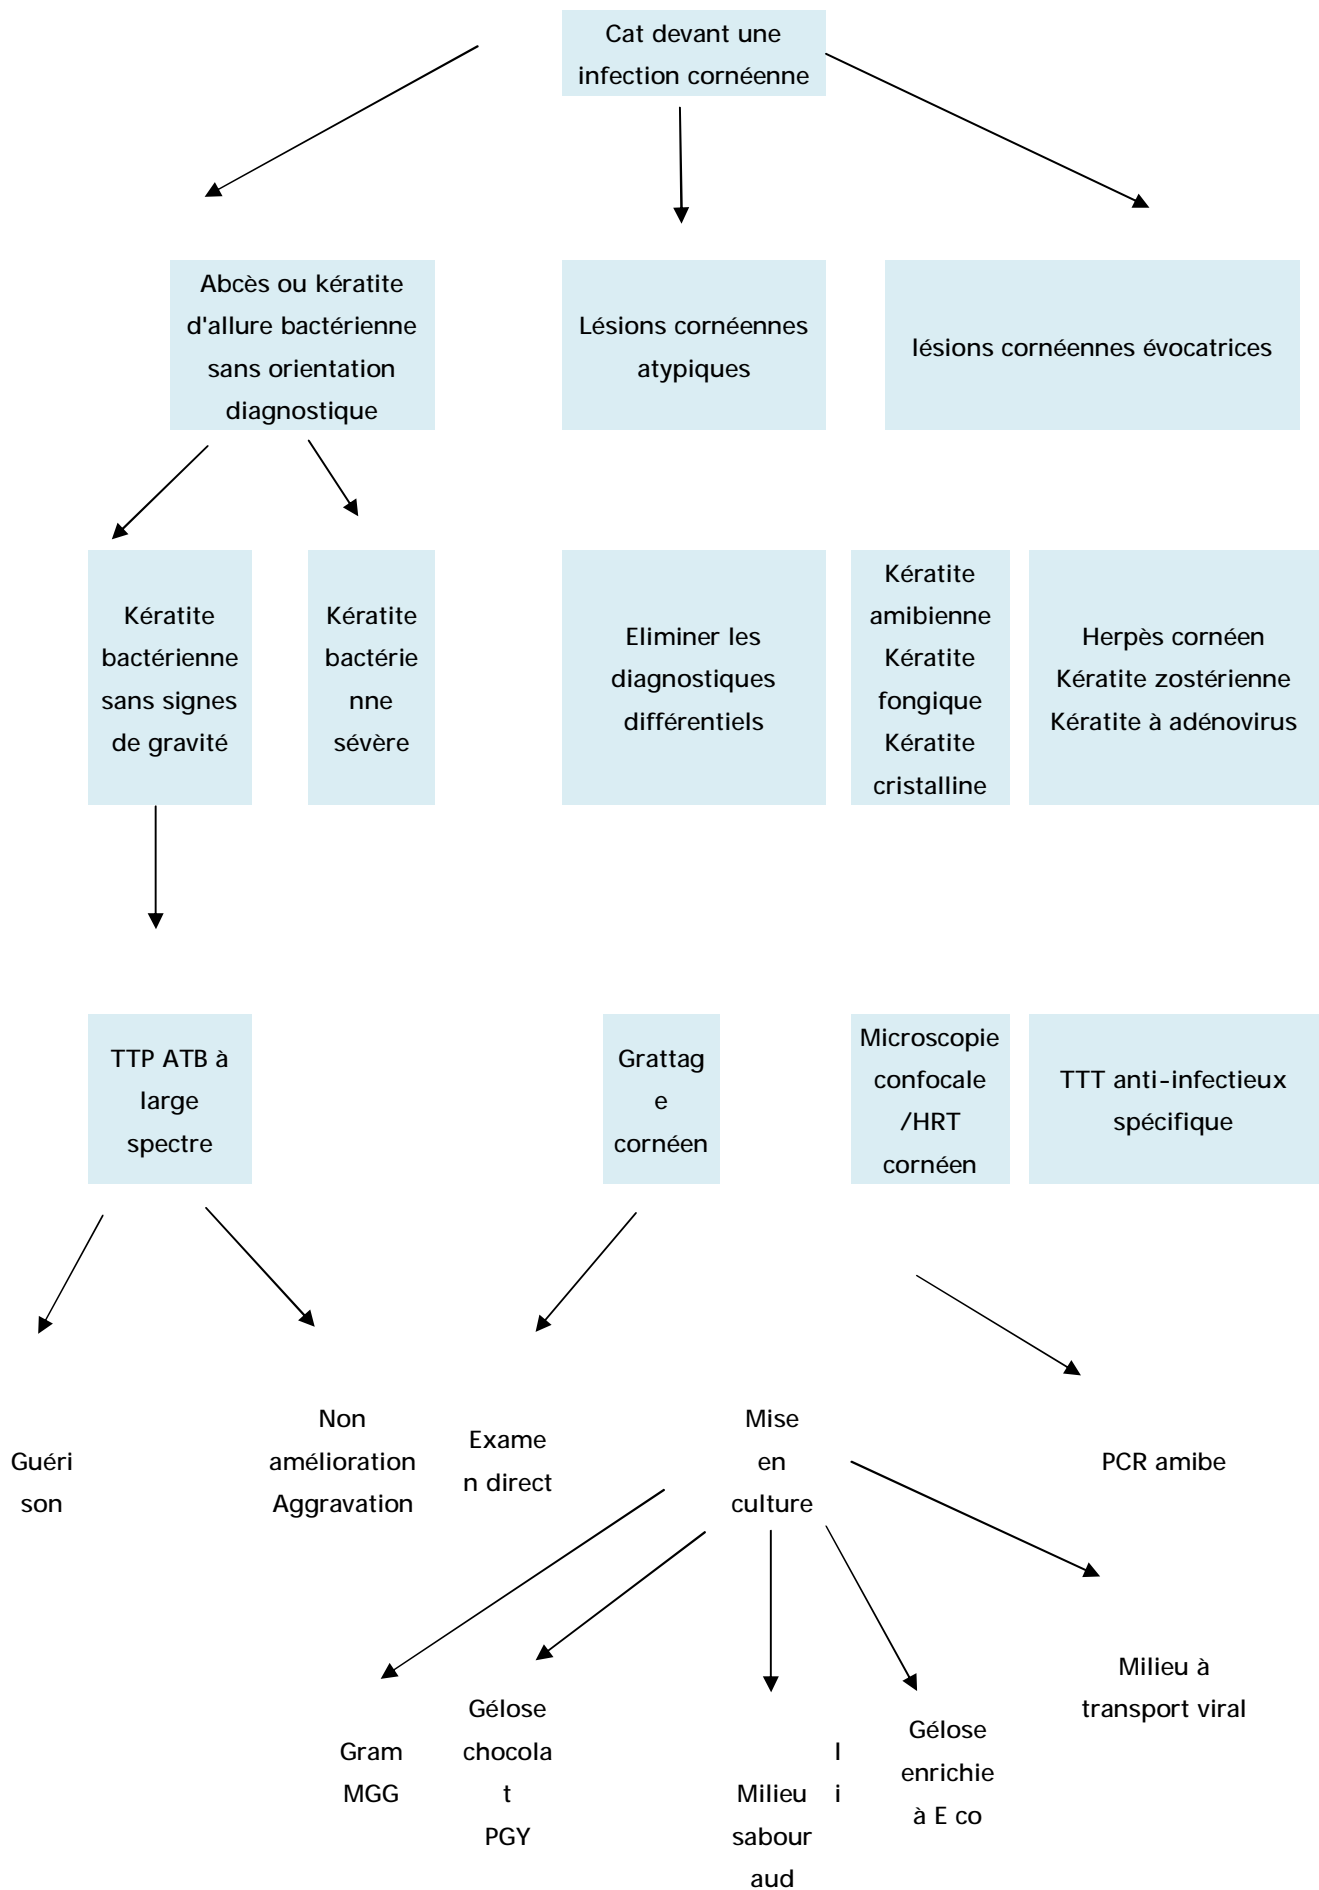 Cat devant une
infection cornéenne
Abcès ou kératite
d'allure bactérienne
sans orientation
diagnostique
Lésions cornéennes
atypiques
lésions cornéennes évocatrices
Kératite
bactérienne
sans signes
de gravité
Kératite
bactérie
nne
sévère
Eliminer les
diagnostiques
différentiels
Kératite
amibienne
Kératite
fongique
Kératite
cristalline
Herpès cornéen
Kératite zostérienne
Kératite à adénovirus
TTP ATB à
large
spectre
Grattag
e
cornéen
Microscopie
confocale
/HRT
cornéen
TTT anti-infectieux
spécifique
Guéri
son
Non
amélioration
Aggravation
Exame
n direct
Mise
en
culture
PCR amibe
Gram
MGG
Gélose
chocola
t
PGY
Milieu
sabour
aud
l
i
Gélose
enrichie
à E co
Milieu à
transport viral